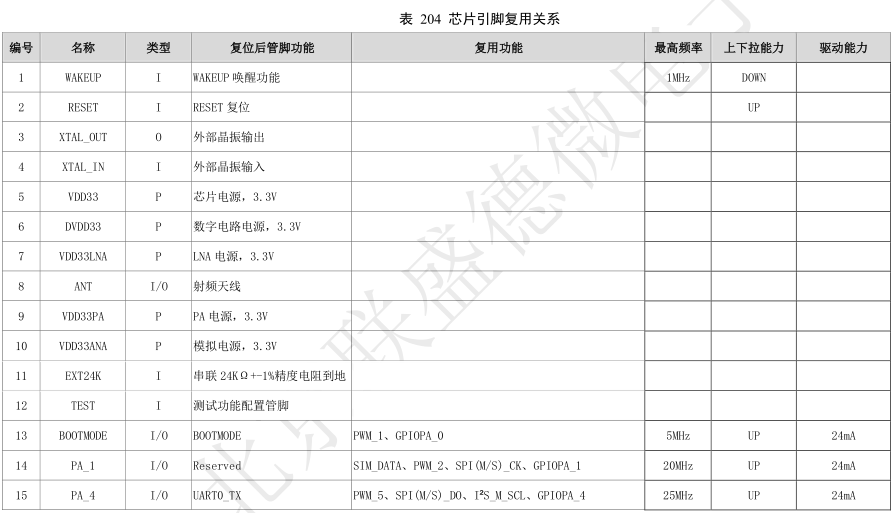 表 204 芯片引脚复用关系
编号 名称 类型 复位后管脚功能 复用功能 最高频率 上下拉能力 驱动能力
1 WAKEUP I WAKEUP 唤醒功能 1MHz DOWN
2 RESET I RESET 复位 UP
3 XTAL_OUT O 外部晶振输出
4 XTAL_IN I 外部晶振输入
5 VDD33 P 芯片电源，3.3V
6 DVDD33 P 数字电路电源，3.3V
7 VDD33LNA P LNA 电源，3.3V
8 ANT I/O 射频天线
9 VDD33PA P PA 电源，3.3V
10 VDD33ANA P 模拟电源，3.3V
11 EXT24K I 串联 24KΩ+-1%精度电阻到地
12 TEST I 测试功能配置管脚
13 BOOTMODE I/O BOOTMODE PWM_1、GPIOPA_0 5MHz UP 24mA
14 PA_1 I/O Reserved SIM_DATA、PWM_2、SPI(M/S)_CK、GPIOPA_1 20MHz UP 24mA
15 PA_4 I/O UART0_TX PWM_5、SPI(M/S)_DO、I²S_M_SCL、GPIOPA_4 25MHz UP 24mA
北京联盛德微电子